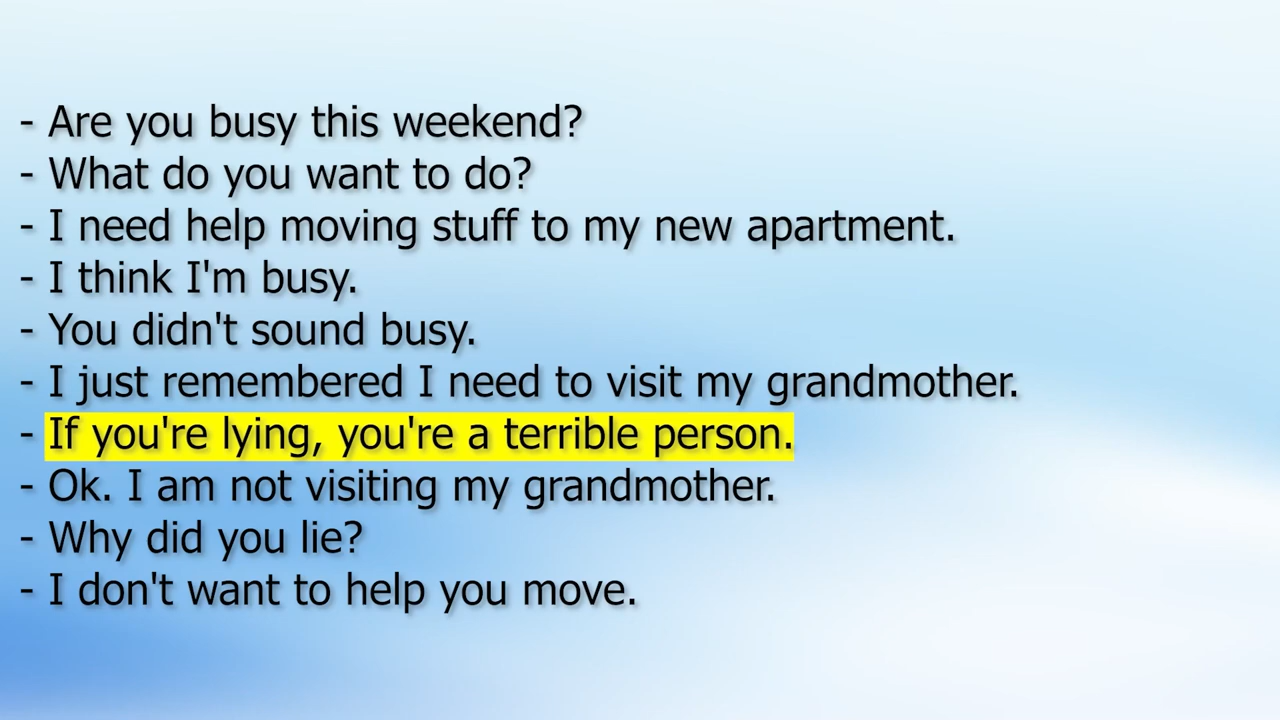 - Are you busy this weekend?
- What do you want to do?
- I need help moving stuff to my new apartment.
- I think I'm busy.
- You didn't sound busy.
- I just remembered I need to visit my grandmother.
- If you're lying, you're a terrible person.
- Ok. I am not visiting my grandmother.
- Why did you lie?
- I don't want to help you move.